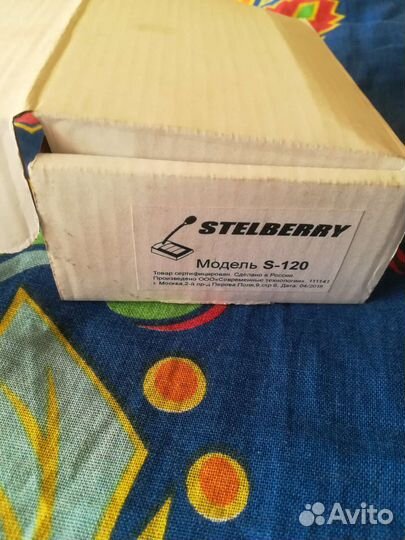 STELBERRY
Модель S-120
Товар сертифицирован. Сделано в России
Произведено ООО«Современные технологии» 111141
г. Москва,2-й пр-д Перова Поля,9,стр.6. Дата: 04/2018
Avito